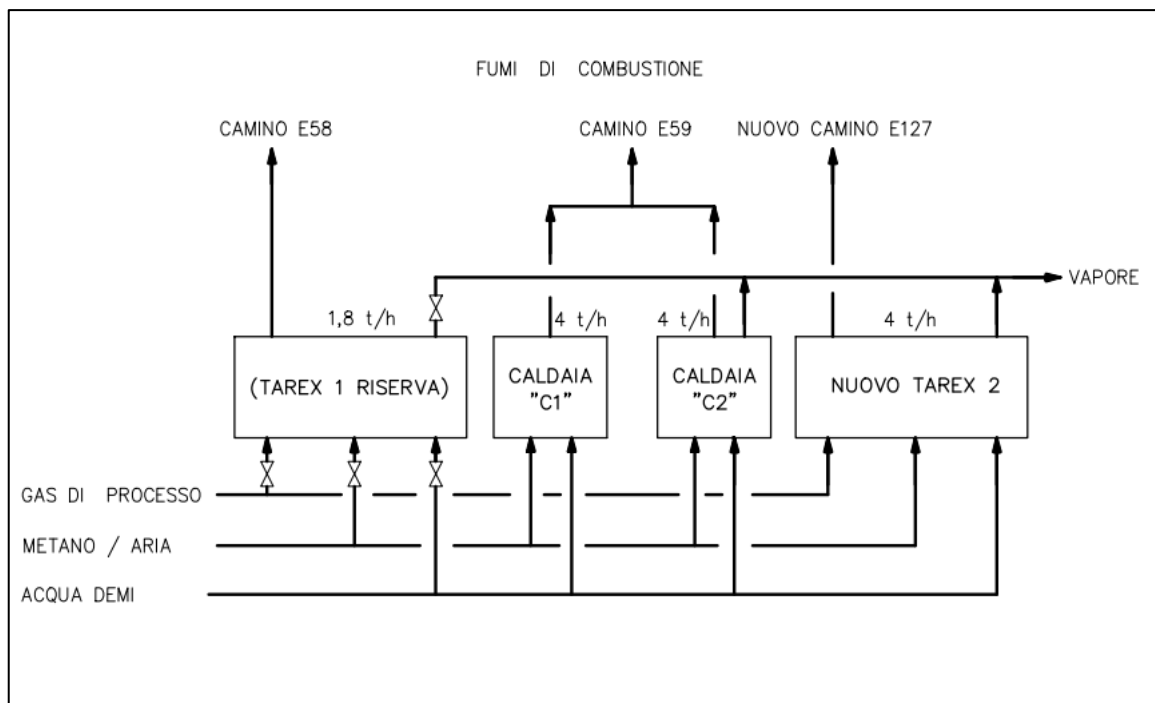 FUMI DI COMBUSTIONE
CAMINO E58
CAMINO E59
NUOVO CAMINO E127
VAPORE
1,8 t/h
4 t/h
4 t/h
4 t/h
(TAREX 1 RISERVA)
CALDAIA
"C1"
CALDAIA
"C2"
NUOVO TAREX 2
GAS DI PROCESSO
METANO / ARIA
ACQUA DEMI